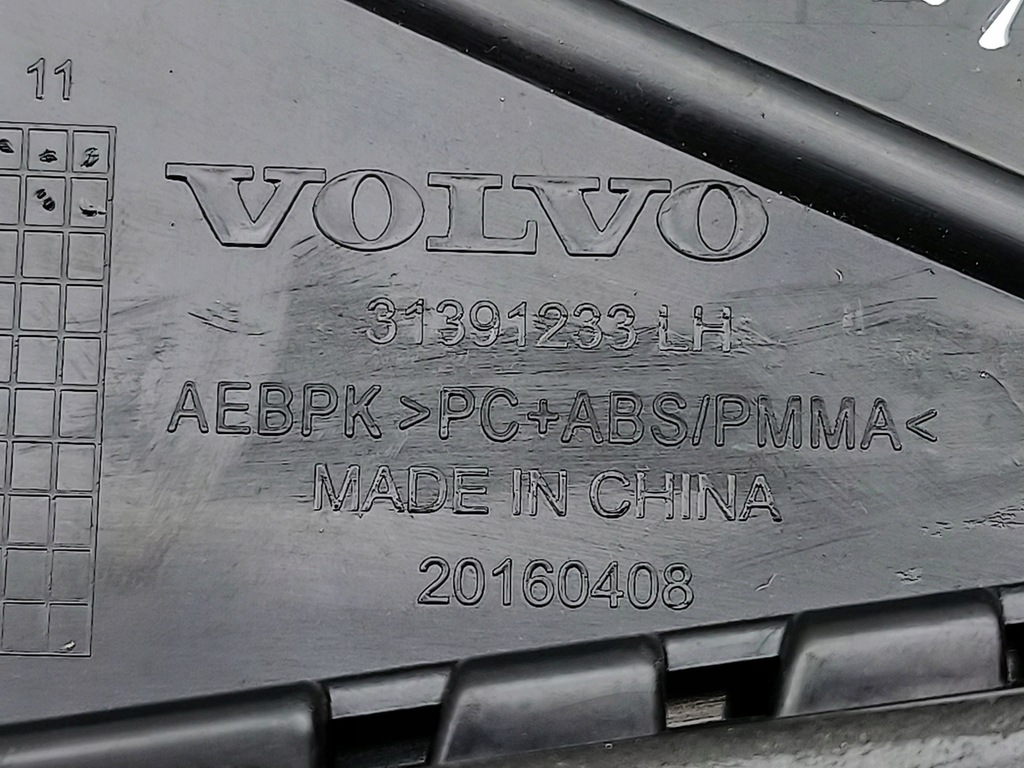 11
VOLVO
31391233 LH
AEBPK >PC+ABS/PMMA<
MADE IN CHINA
20160408